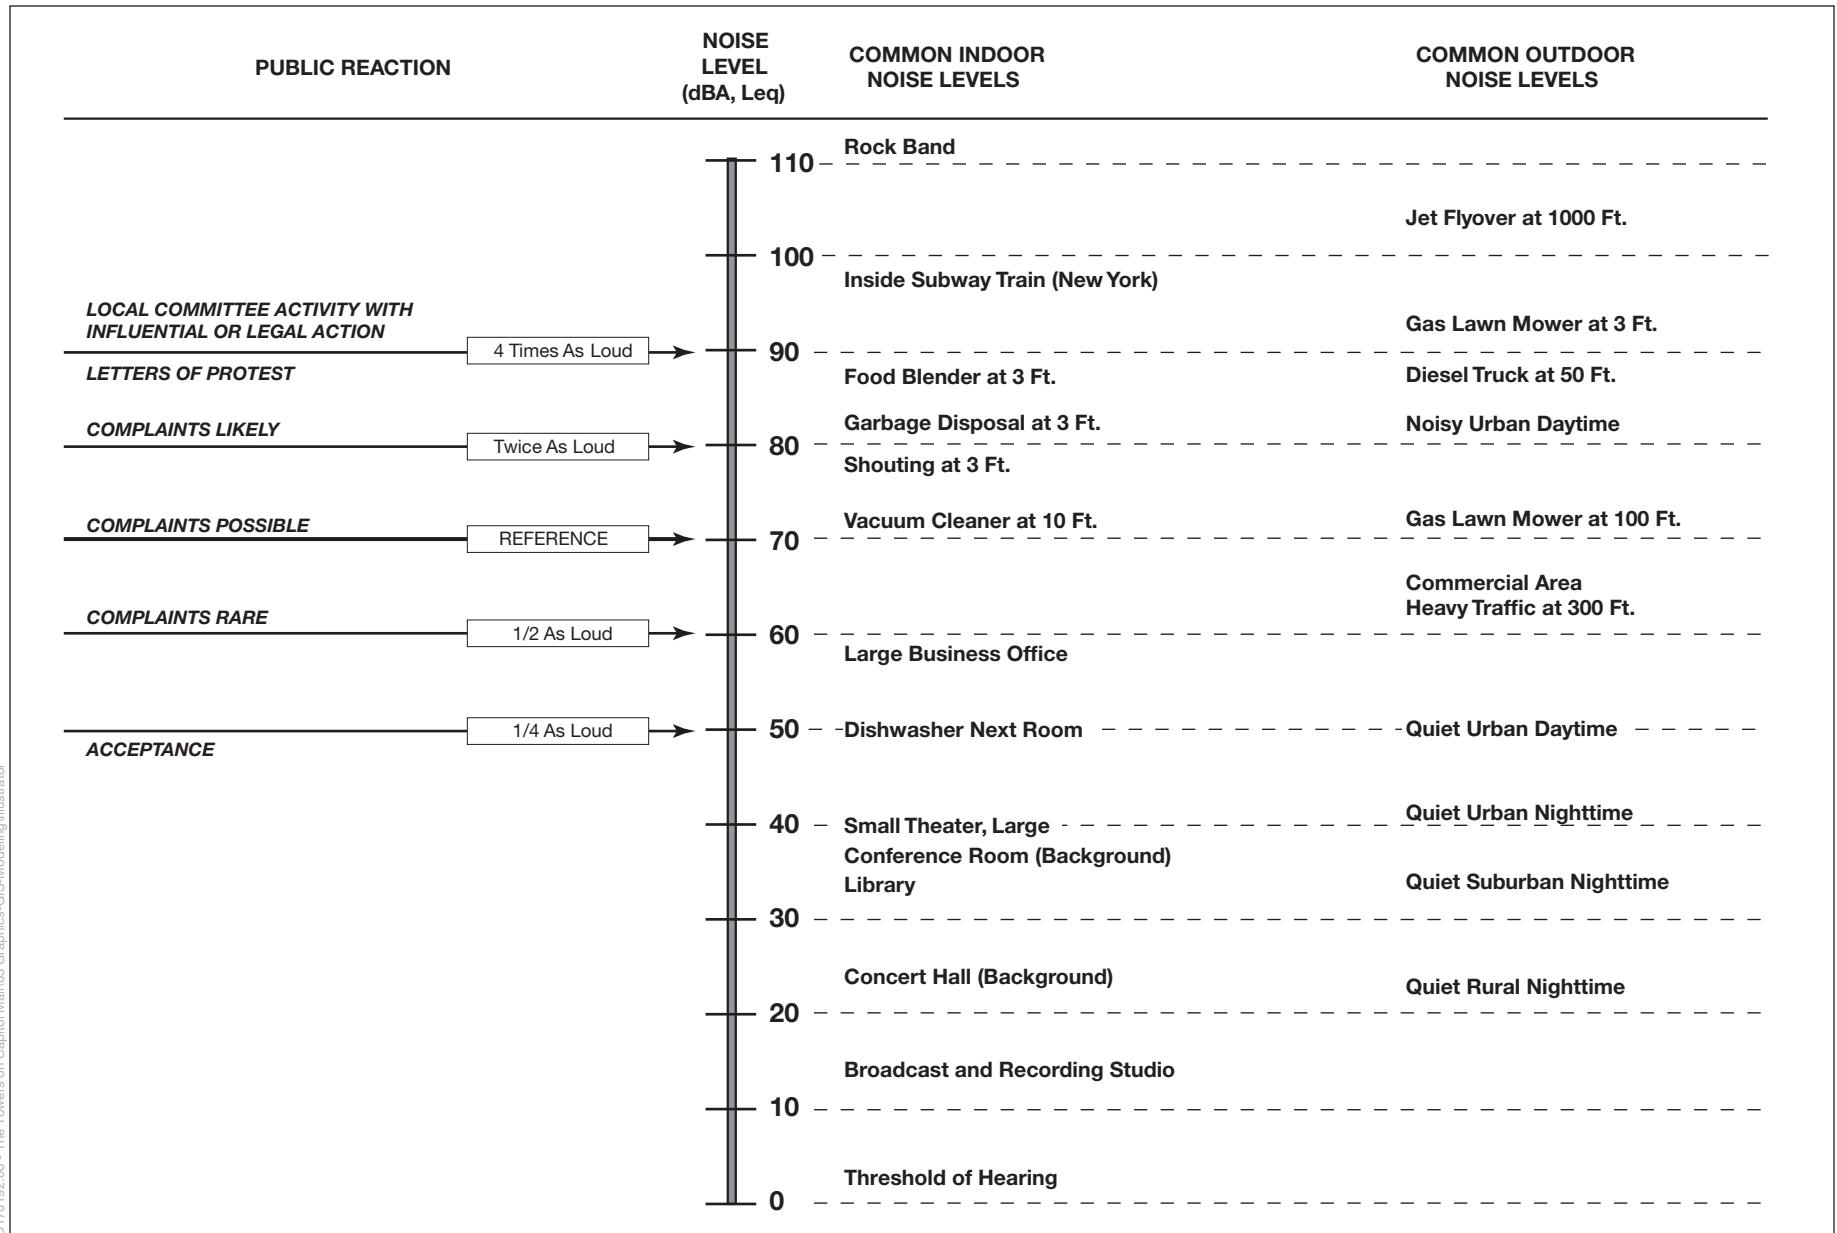 PUBLIC REACTION
NOISE
LEVEL
(dBA, Leq)
COMMON INDOOR
NOISE LEVELS
COMMON OUTDOOR
NOISE LEVELS
110
Rock Band
Jet Flyover at 1000 Ft.
100
Inside Subway Train (New York)
LOCAL COMMITTEE ACTIVITY WITH
INFLUENTIAL OR LEGAL ACTION
4 Times As Loud
Gas Lawn Mower at 3 Ft.
90
LETTERS OF PROTEST
Food Blender at 3 Ft.
Diesel Truck at 50 Ft.
COMPLAINTS LIKELY
Twice As Loud
Garbage Disposal at 3 Ft.
Noisy Urban Daytime
80
Shouting at 3 Ft.
COMPLAINTS POSSIBLE
REFERENCE
Vacuum Cleaner at 10 Ft.
Gas Lawn Mower at 100 Ft.
70
Commercial Area
Heavy Traffic at 300 Ft.
COMPLAINTS RARE
1/2 As Loud
60
Large Business Office
1/4 As Loud
50
Dishwasher Next Room
Quiet Urban Daytime
ACCEPTANCE
Quiet Urban Nighttime
40
Small Theater, Large
Conference Room (Background)
Library
Quiet Suburban Nighttime
30
Concert Hall (Background)
Quiet Rural Nighttime
20
Broadcast and Recording Studio
10
Threshold of Hearing
0